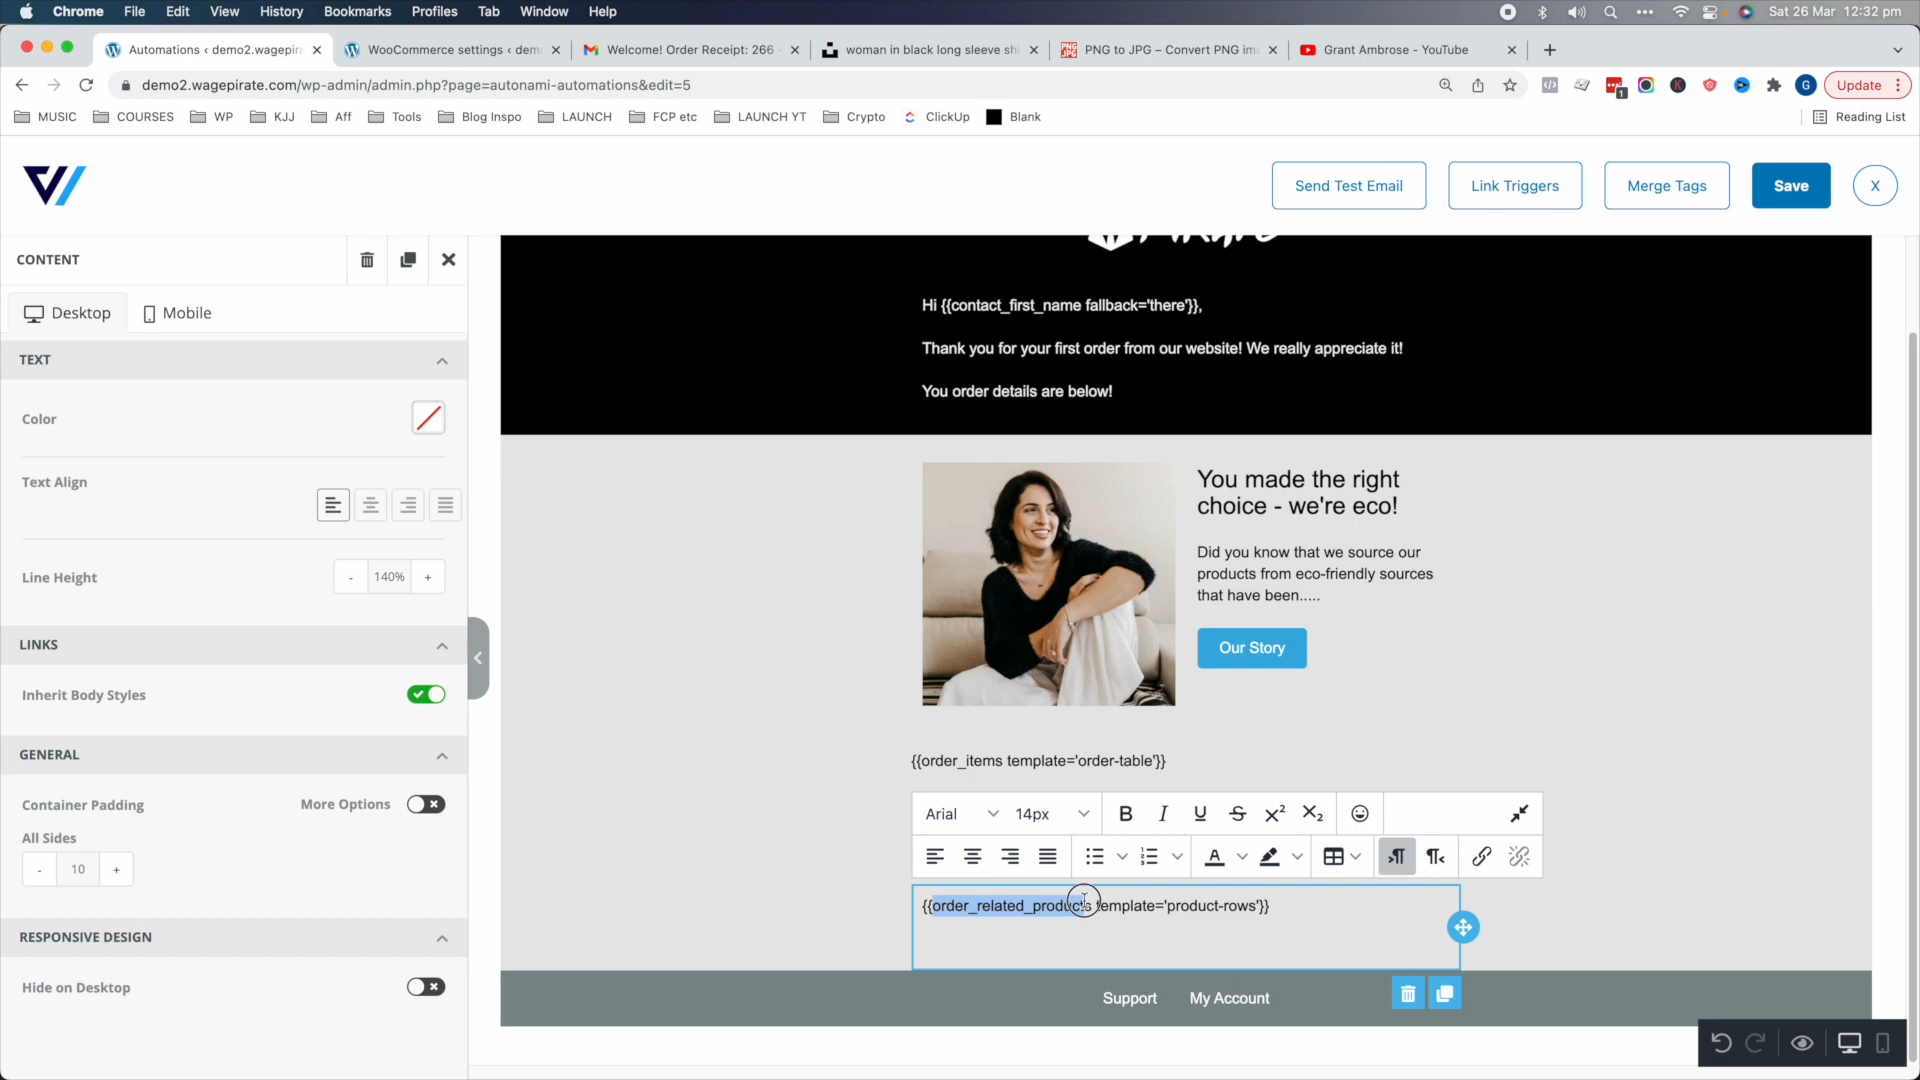 Chrome File Edit View History Bookmarks Profiles Tab Window Help
Sat 26 Mar 12:32 pm
Automations ‹ demo2.wagepira
WooCommerce settings ‹ dem
Welcome! Order Receipt: 266 -
woman in black long sleeve shi
PNG to JPG – Convert PNG im
Grant Ambrose - YouTube
demo2.wagepirate.com/wp-admin/admin.php?page=autonami-automations&edit=5
1
G
Update
MUSIC COURSES WP KJJ Aff Tools Blog Inspo LAUNCH FCP etc LAUNCH YT Crypto ClickUp Blank Reading List
Send Test Email
Link Triggers
Merge Tags
Save
X
CONTENT
Desktop
Mobile
TEXT
Color
Text Align
Line Height
- 140% +
LINKS
Inherit Body Styles
GENERAL
Container Padding
More Options
All Sides
- 10 +
RESPONSIVE DESIGN
Hide on Desktop
Hi {{contact_first_name fallback='there'}},
Thank you for your first order from our website! We really appreciate it!
You order details are below!
You made the right
choice - we're eco!
Did you know that we source our
products from eco-friendly sources
that have been.....
Our Story
{{order_items template='order-table'}}
Arial
14px
{{order_related_products template='product-rows'}}
Support
My Account